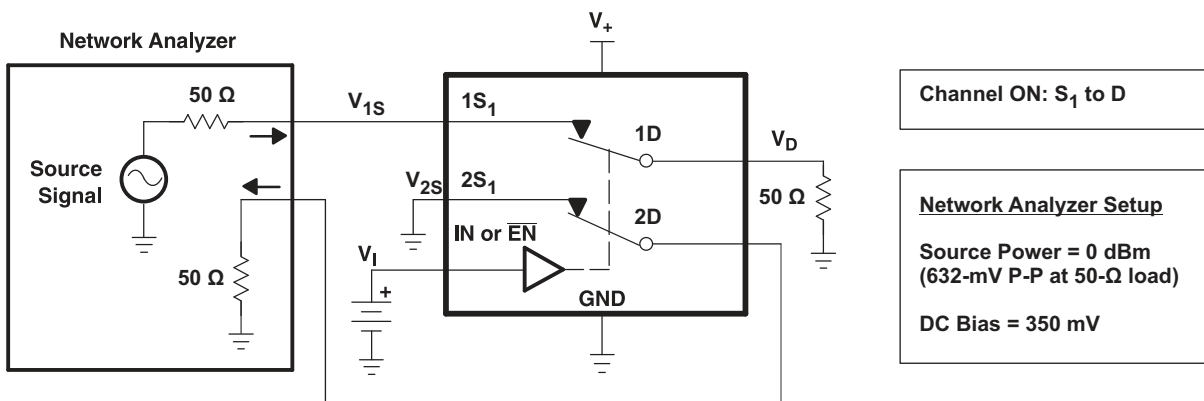 Network Analyzer
50 Ω
Source
Signal
50 Ω
V1S
V2S
VI
+
V+
1S1
1D
2S1
2D
IN or E̅N̅
GND
VD
50 Ω
Channel ON: S1 to D
Network Analyzer Setup
Source Power = 0 dBm
(632-mV P-P at 50-Ω load)
DC Bias = 350 mV